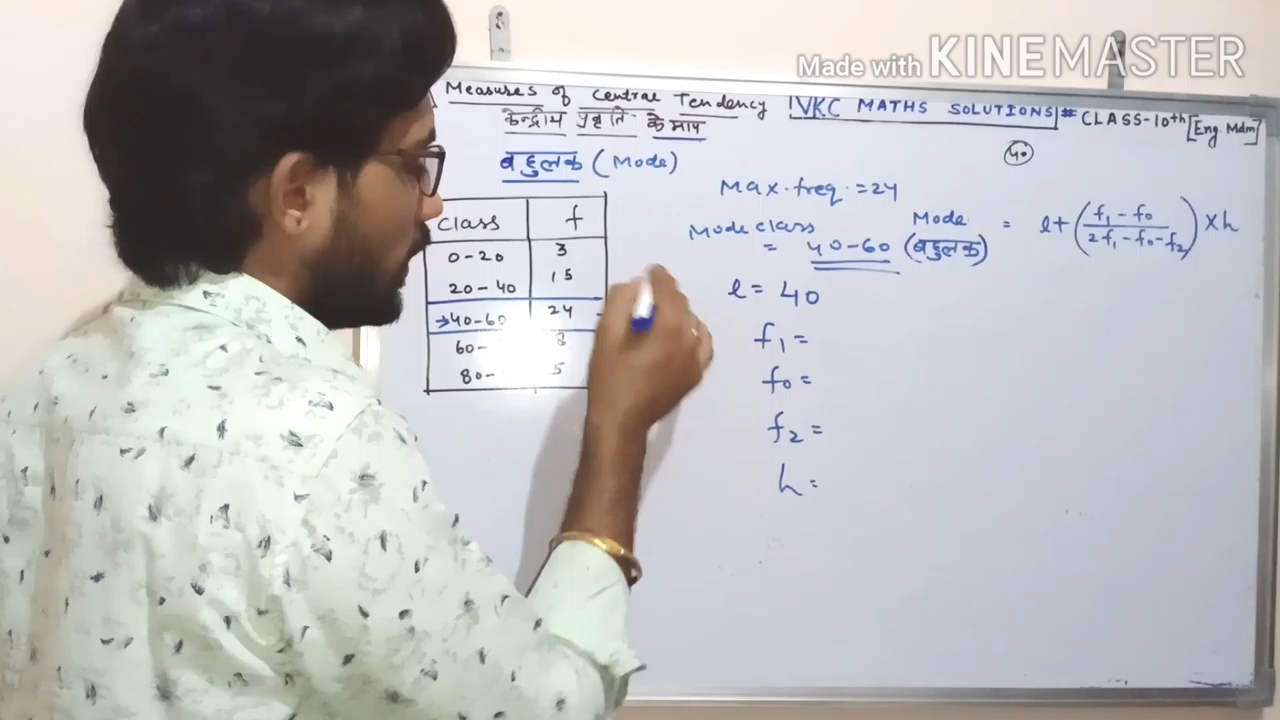 Made with KINEMASTER
Measures of Central Tendency
केन्द्रीय प्रवृत्ति के माप
VKC MATHS SOLUTIONS # CLASS-10th [Eng Mdm]
बहुलक (Mode)
Class f
0-20 3
20-40 15
→40-60 24
60-
80- 5
Max.freq. = 24
Mode class
= 40-60
Mode (बहुलक) = l+((f₁-f₀)/(2f₁-f₀-f₂))×h
l = 40
f₁ =
f₀ =
f₂ =
h =